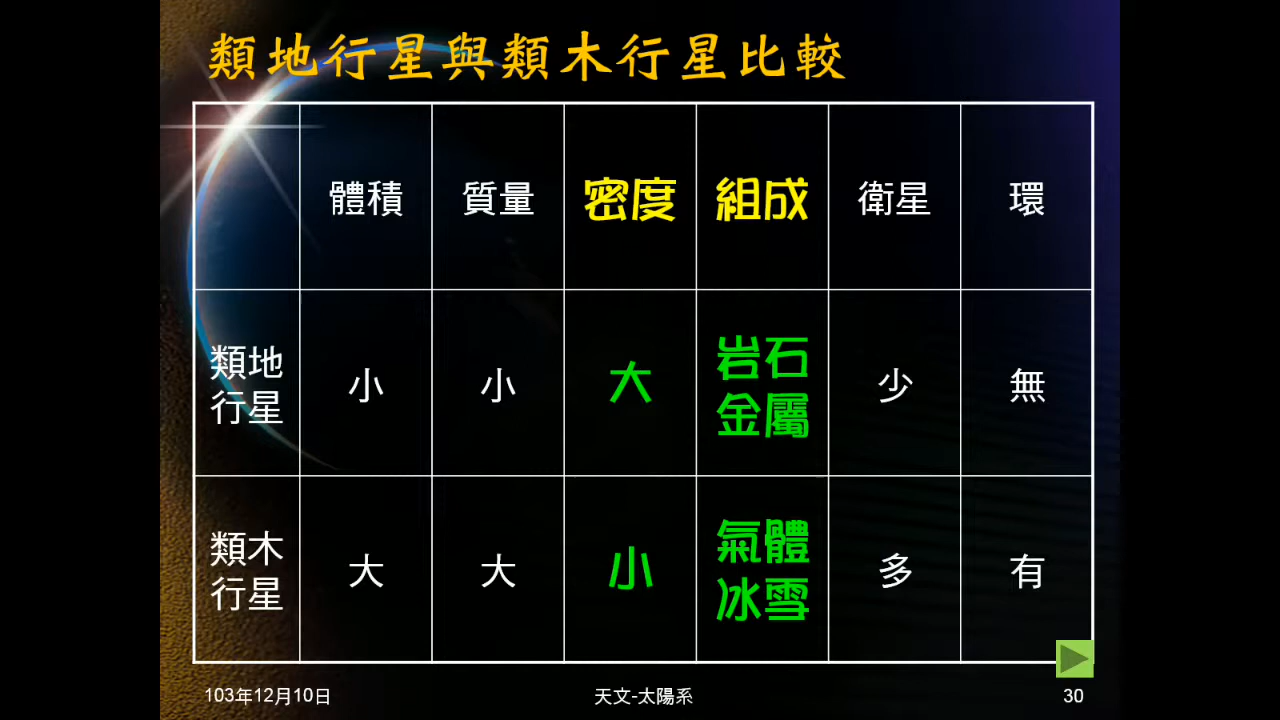 類地行星與類木行星比較
體積 質量 密度 組成 衛星 環
類地行星 小 小 大 岩石金屬 少 無
類木行星 大 大 小 氣體冰雪 多 有
103年12月10日 天文-太陽系 30